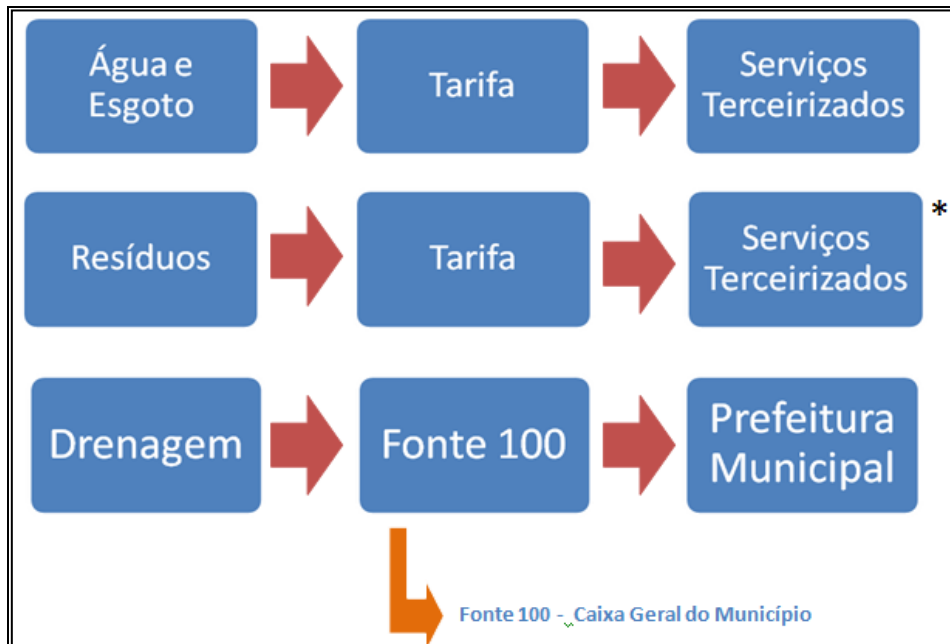 Água e
Esgoto
Tarifa
Serviços
Terceirizados
Resíduos
Tarifa
Serviços
Terceirizados
*
Drenagem
Fonte 100
Prefeitura
Municipal
Fonte 100 - Caixa Geral do Município